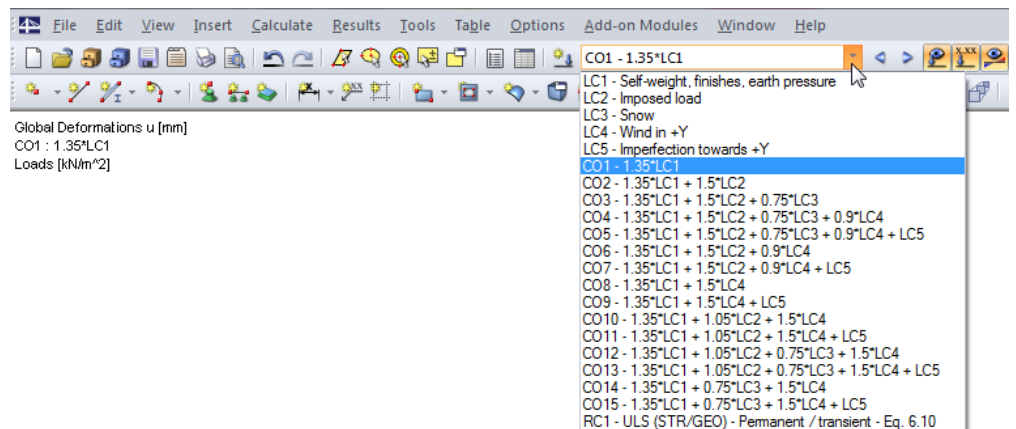 File Edit View Insert Calculate Results Tools Table Options Add-on Modules Window Help
CO1 - 1.35*LC1
X.XX
LC1 - Self-weight, finishes, earth pressure
LC2 - Imposed load
LC3 - Snow
LC4 - Wind in +Y
LC5 - Imperfection towards +Y
CO1 - 1.35*LC1
CO2 - 1.35*LC1 + 1.5*LC2
CO3 - 1.35*LC1 + 1.5*LC2 + 0.75*LC3
CO4 - 1.35*LC1 + 1.5*LC2 + 0.75*LC3 + 0.9*LC4
CO5 - 1.35*LC1 + 1.5*LC2 + 0.75*LC3 + 0.9*LC4 + LC5
CO6 - 1.35*LC1 + 1.5*LC2 + 0.9*LC4
CO7 - 1.35*LC1 + 1.5*LC2 + 0.9*LC4 + LC5
CO8 - 1.35*LC1 + 1.5*LC4
CO9 - 1.35*LC1 + 1.5*LC4 + LC5
CO10 - 1.35*LC1 + 1.05*LC2 + 1.5*LC4
CO11 - 1.35*LC1 + 1.05*LC2 + 1.5*LC4 + LC5
CO12 - 1.35*LC1 + 1.05*LC2 + 0.75*LC3 + 1.5*LC4
CO13 - 1.35*LC1 + 1.05*LC2 + 0.75*LC3 + 1.5*LC4 + LC5
CO14 - 1.35*LC1 + 0.75*LC3 + 1.5*LC4
CO15 - 1.35*LC1 + 0.75*LC3 + 1.5*LC4 + LC5
RC1 - ULS (STR/GEO) - Permanent / transient - Eq. 6.10
Global Deformations u [mm]
CO1 : 1.35*LC1
Loads [kN/m^2]